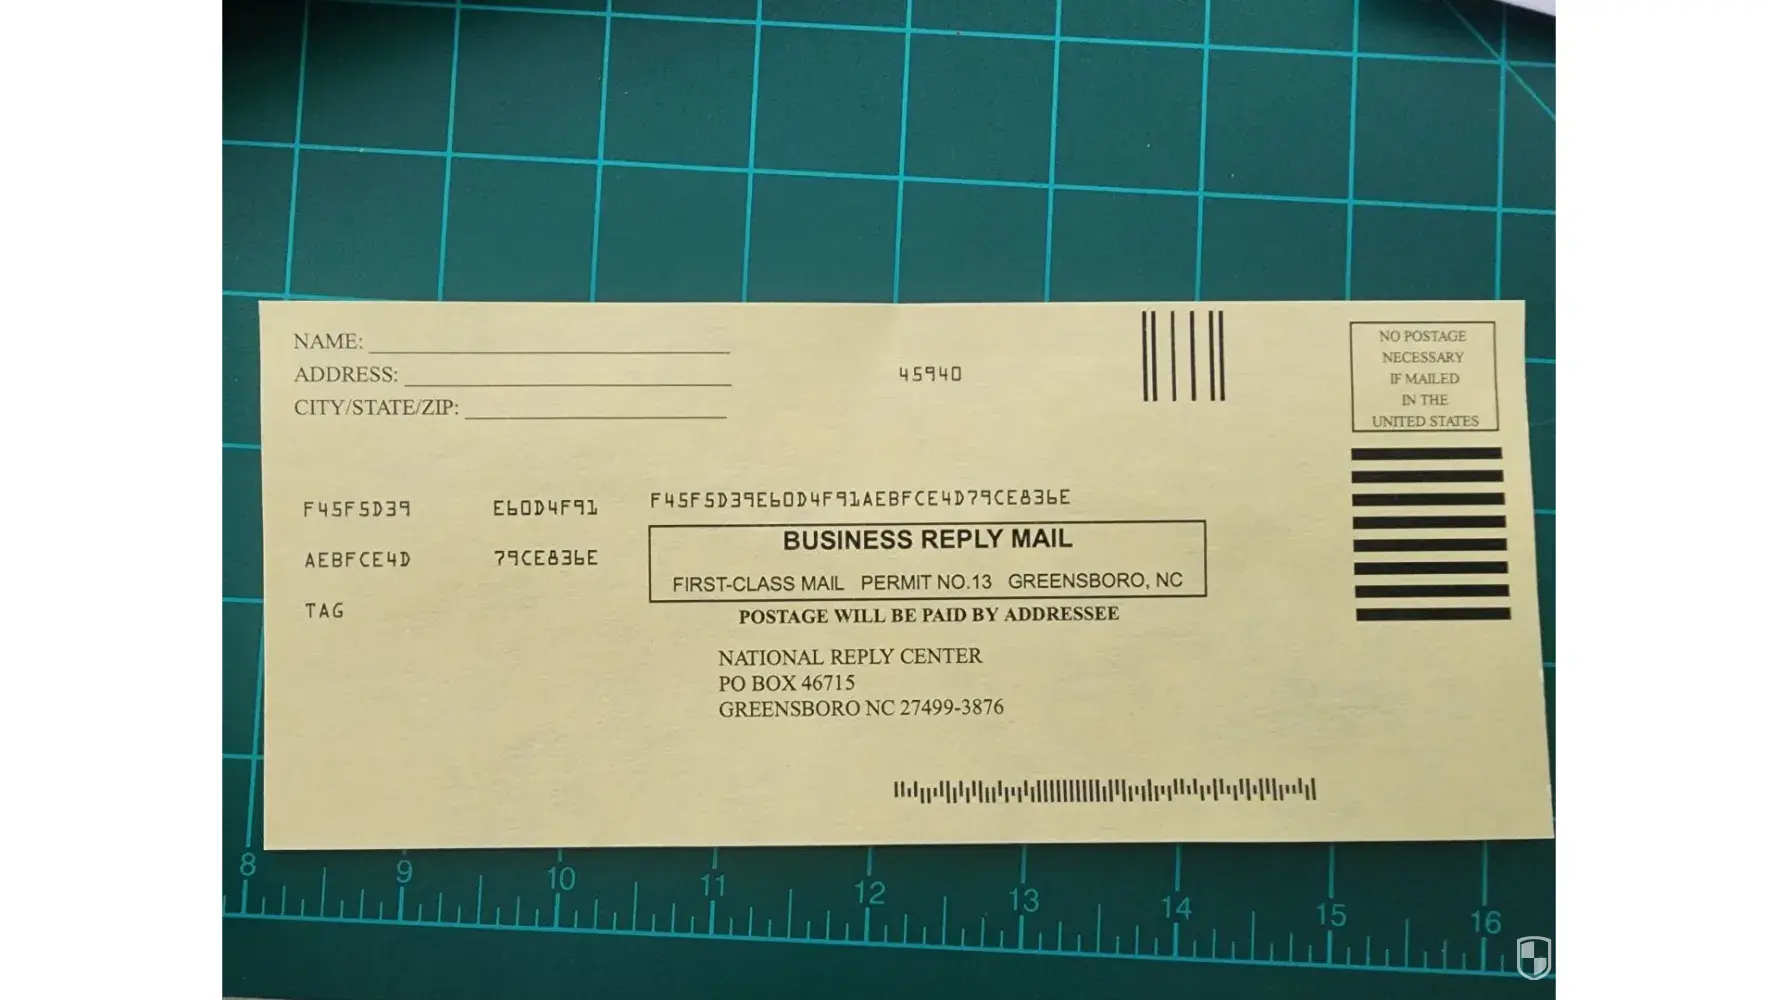 NAME:
ADDRESS:
CITY/STATE/ZIP:
45940
NO POSTAGE
NECESSARY
IF MAILED
IN THE
UNITED STATES
F45F5D39 E60D4F91
AEBFCE4D 79CE836E
TAG
F45F5D39E60D4F91AEBFCE4D79CE836E
BUSINESS REPLY MAIL
FIRST-CLASS MAIL PERMIT NO.13 GREENSBORO, NC
POSTAGE WILL BE PAID BY ADDRESSEE
NATIONAL REPLY CENTER
PO BOX 46715
GREENSBORO NC 27499-3876
8 9 10 11 12 13 14 15 16